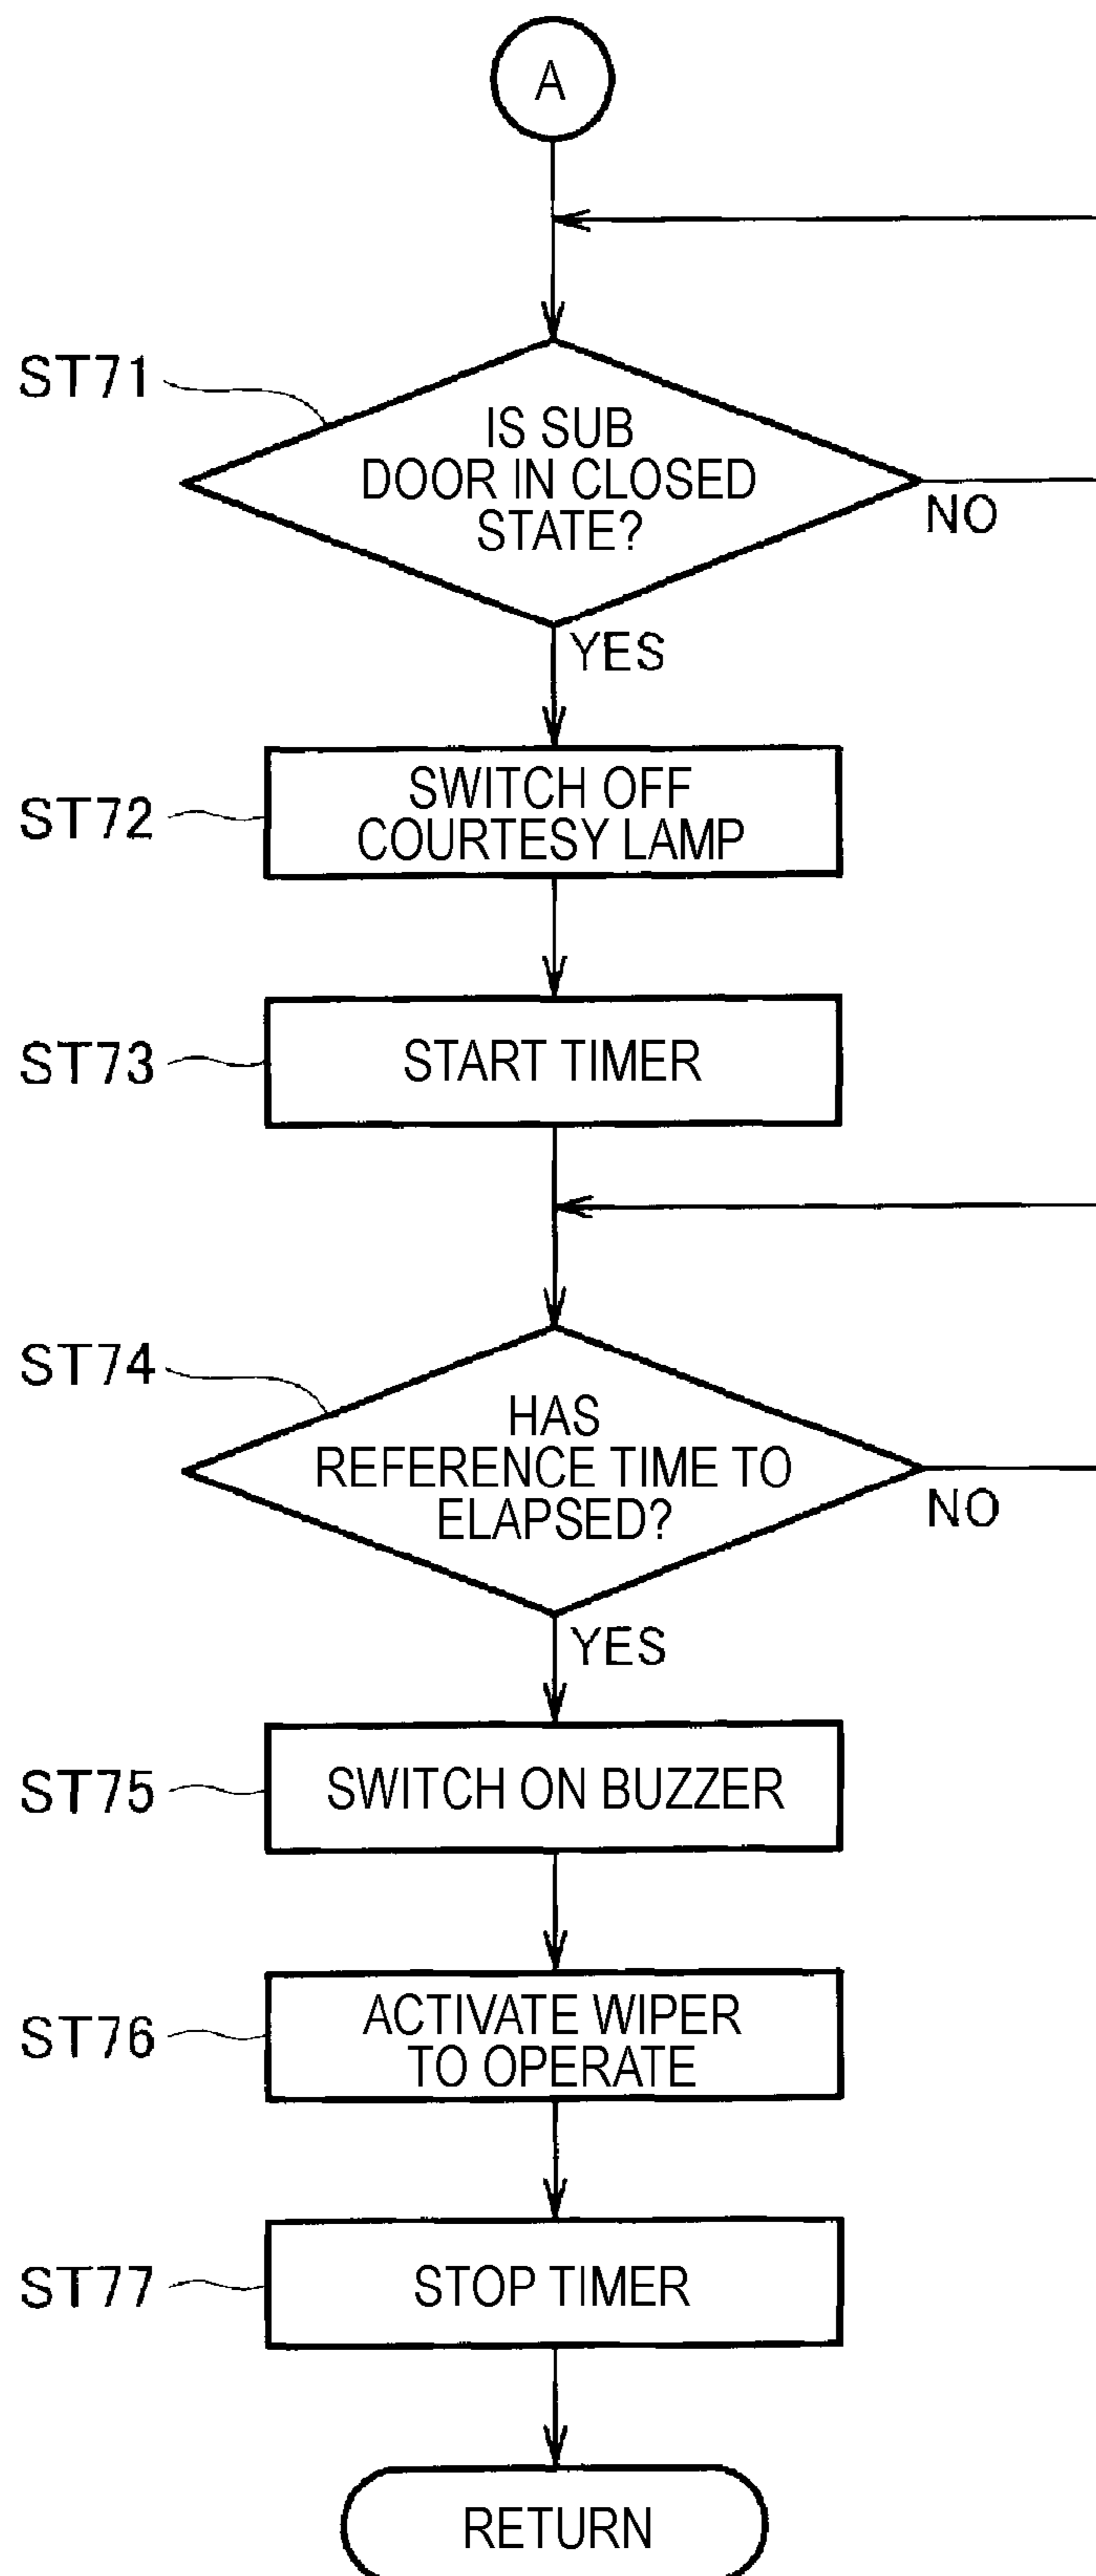 A
ST71
IS SUB
DOOR IN CLOSED
STATE?
NO
YES
ST72
SWITCH OFF
COURTESY LAMP
ST73
START TIMER
ST74
HAS
REFERENCE TIME TO
ELAPSED?
NO
YES
ST75
SWITCH ON BUZZER
ST76
ACTIVATE WIPER
TO OPERATE
ST77
STOP TIMER
RETURN